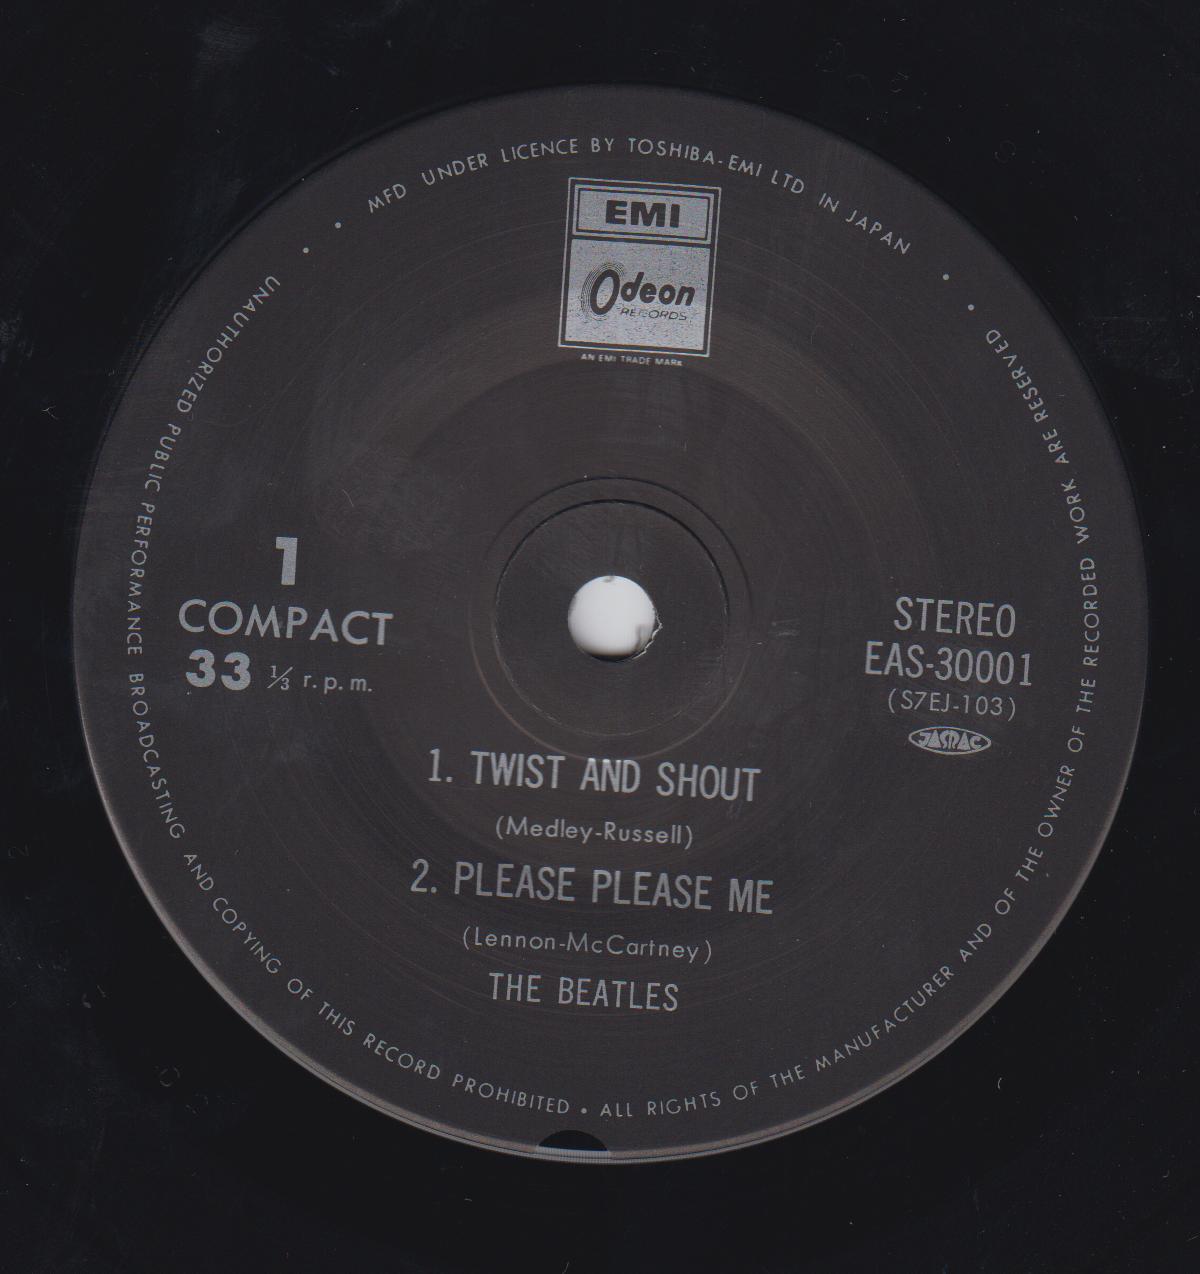 MFD UNDER LICENCE BY TOSHIBA-EMI LTD IN JAPAN
EMI
Odeon
RECORDS
AN EMI TRADE MARK
1
COMPACT
33 ⅓ r.p.m.
STEREO
EAS-30001
(S7EJ-103)
JASRAC
1. TWIST AND SHOUT
(Medley-Russell)
2. PLEASE PLEASE ME
(Lennon-McCartney)
THE BEATLES
UNAUTHORIZED PUBLIC PERFORMANCE BROADCASTING AND COPYING OF THIS RECORD PROHIBITED • ALL RIGHTS OF THE MANUFACTURER AND OF THE OWNER OF THE RECORDED WORK ARE RESERVED